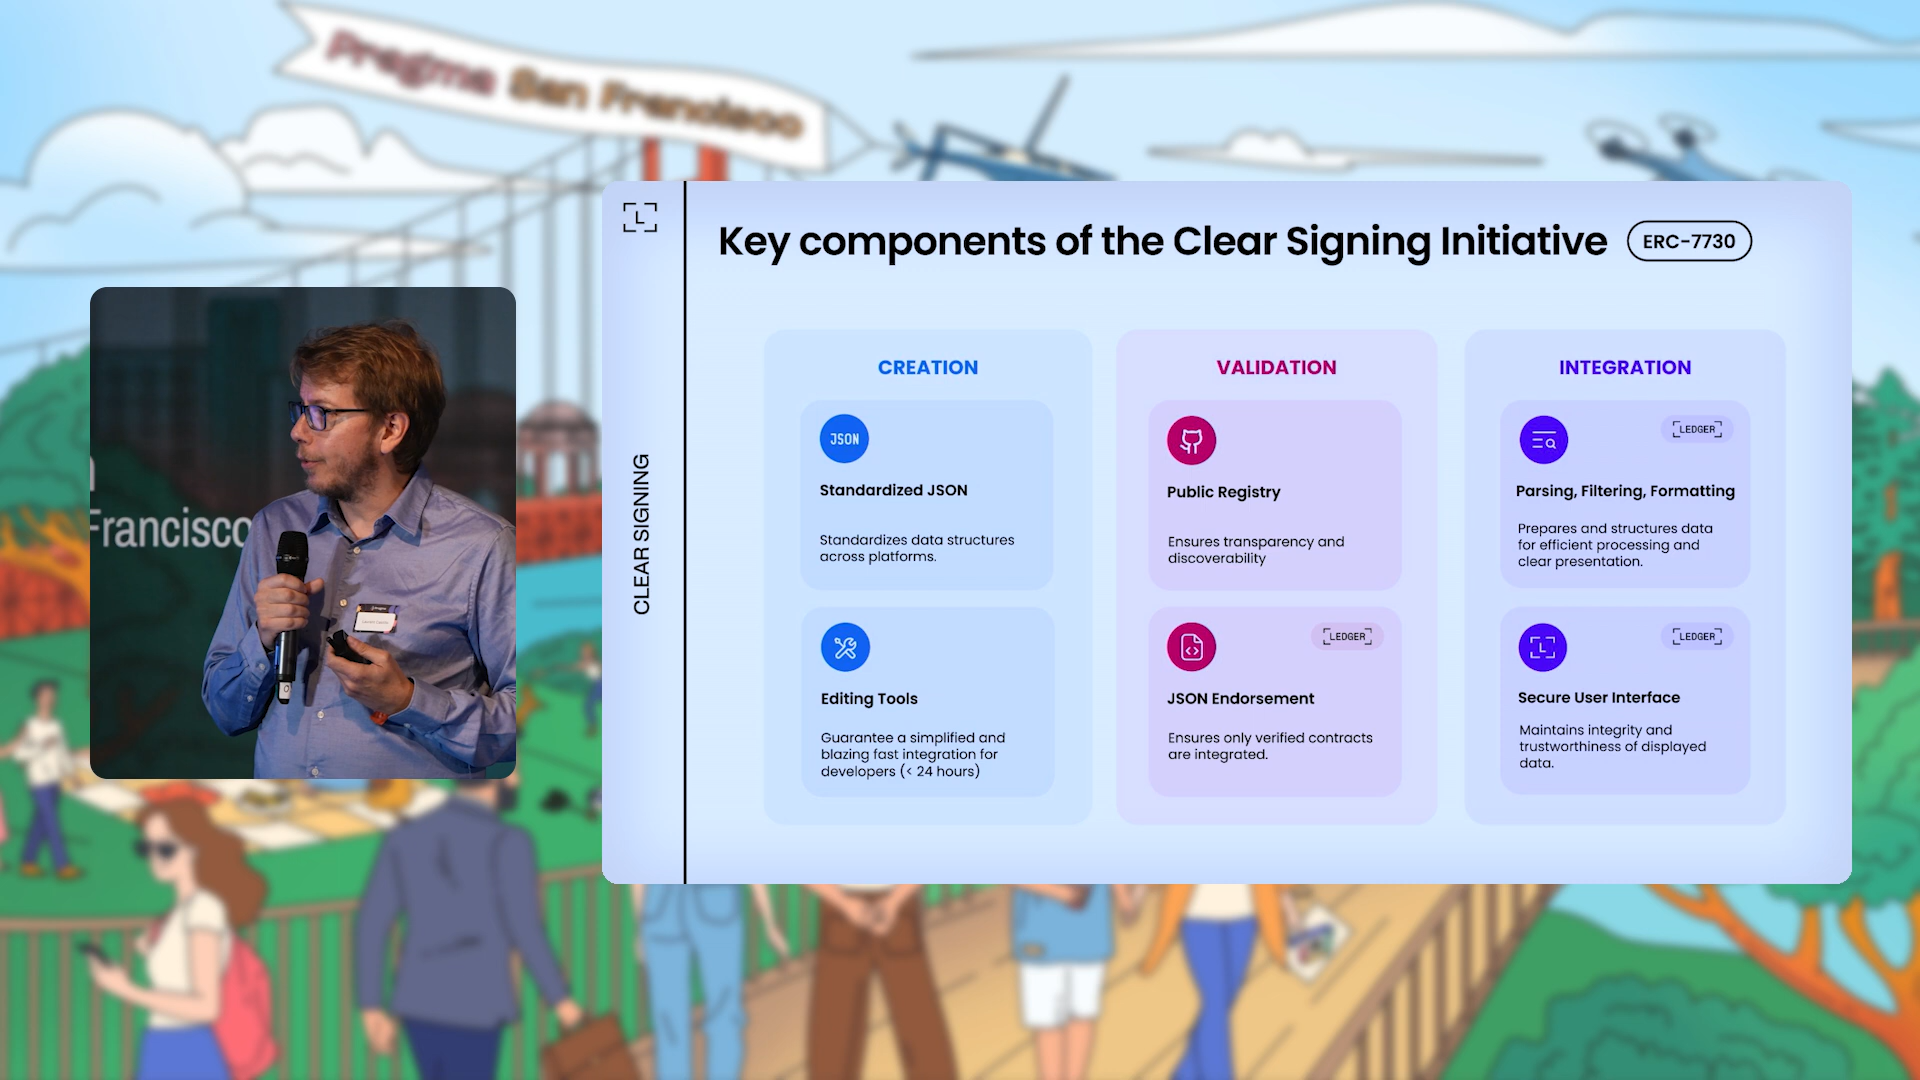 Pragma San Francisco
Francisco
L
CLEAR SIGNING
Key components of the Clear Signing Initiative ERC-7730
CREATION
JSON
Standardized JSON
Standardizes data structures
across platforms.
Editing Tools
Guarantee a simplified and
blazing fast integration for
developers (< 24 hours)
VALIDATION
Public Registry
Ensures transparency and
discoverability
LEDGER
JSON Endorsement
Ensures only verified contracts
are integrated.
INTEGRATION
LEDGER
Parsing, Filtering, Formatting
Prepares and structures data
for efficient processing and
clear presentation.
L
LEDGER
Secure User Interface
Maintains integrity and
trustworthiness of displayed
data.